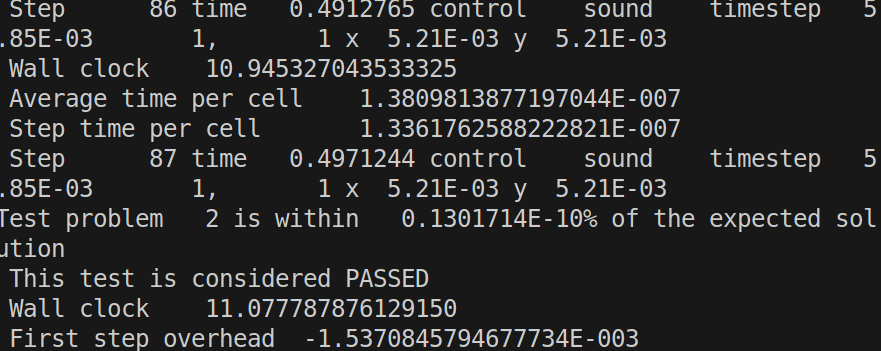 Step      86 time   0.4912765 control    sound    timestep   5
.85E-03       1,       1 x  5.21E-03 y  5.21E-03
Wall clock    10.945327043533325
Average time per cell    1.3809813877197044E-007
Step time per cell       1.3361762588222821E-007
Step      87 time   0.4971244 control    sound    timestep   5
.85E-03       1,       1 x  5.21E-03 y  5.21E-03
Test problem   2 is within   0.1301714E-10% of the expected sol
ution
This test is considered PASSED
Wall clock    11.077787876129150
First step overhead  -1.5370845794677734E-003